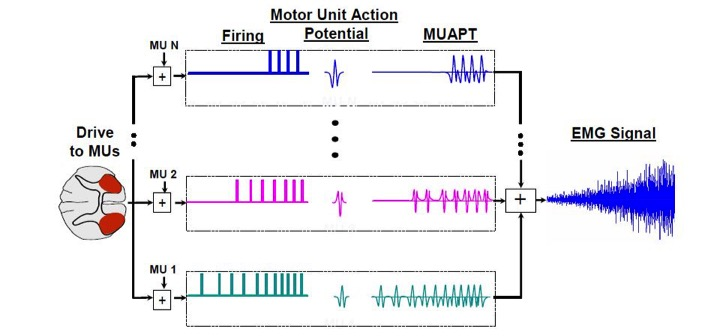 Motor Unit Action
Potential
Firing
MUAPT
MU N
+
Drive
to MUs
EMG Signal
MU 2
+
+
MU 1
+